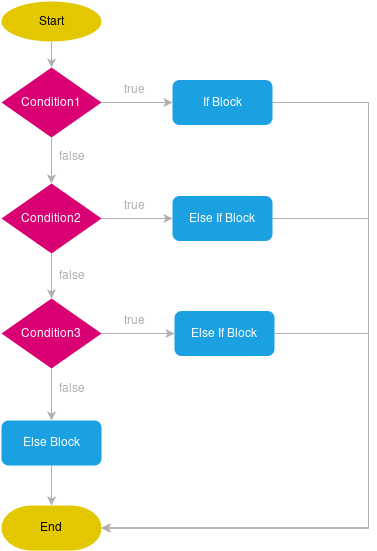 Start
Condition1
true
If Block
false
Condition2
true
Else If Block
false
Condition3
true
Else If Block
false
Else Block
End